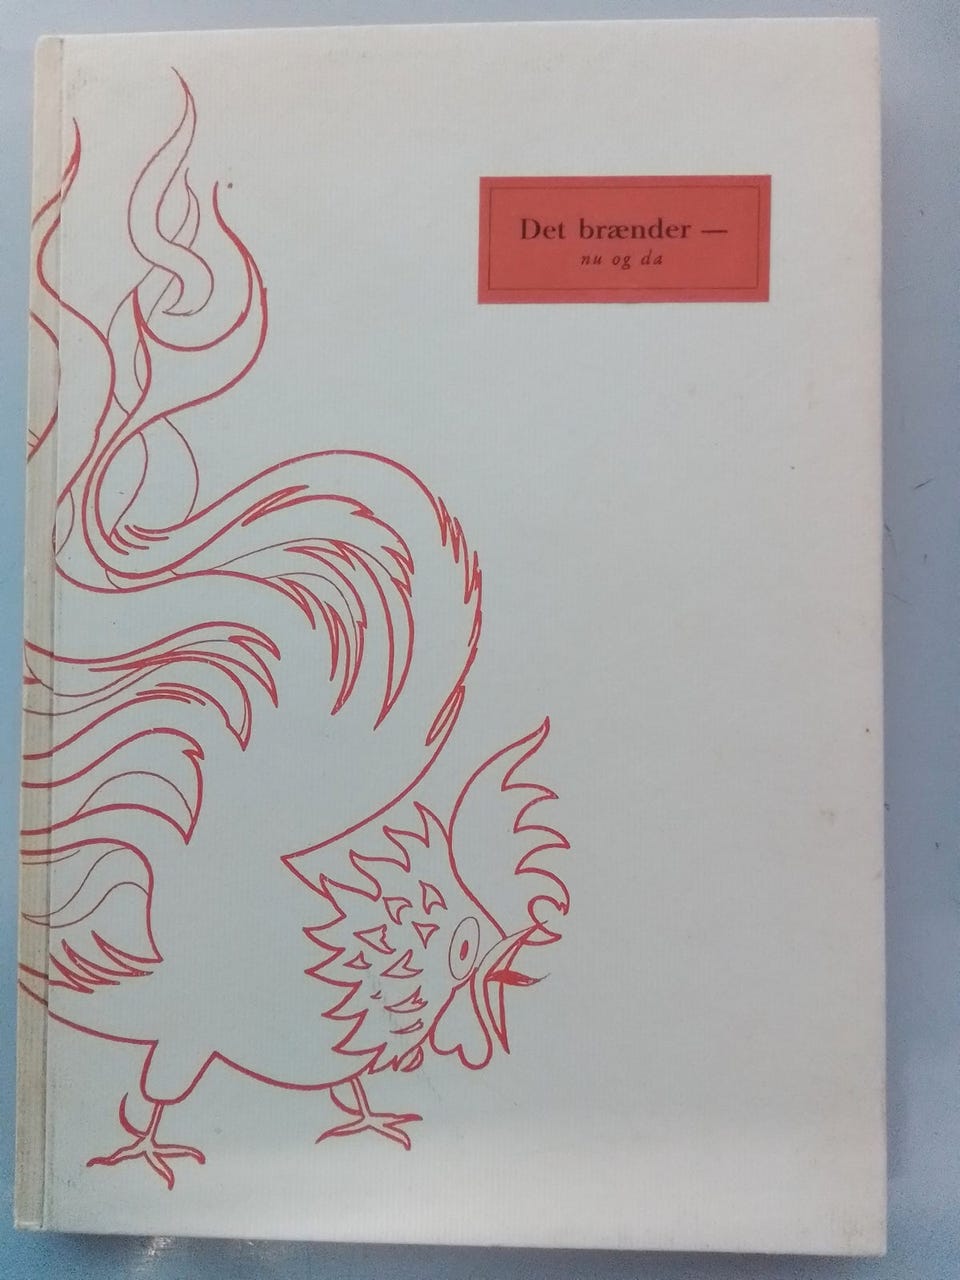 Det brænder —
nu og da